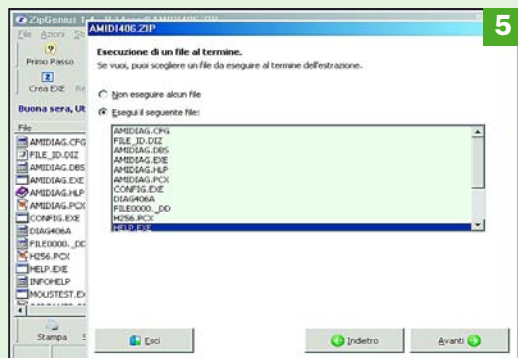 5
ZipGenius
AMIDI406.ZIP
File Azioni
Primo Passo
Crea EXE
Buona sera, Ut
File
AMIDIAG.CFG
FILE_ID.DIZ
AMIDIAG.DBS
AMIDIAG.EXE
AMIDIAG.HLP
AMIDIAG.PCX
CONFIG.EXE
DIAG406A
FILE0000._DD
H256.PCX
HELP.EXE
INFOHELP
MOUSTEST.EX
Stampa
Esecuzione di un file al termine.
Se vuoi, puoi scegliere un file da eseguire al termine dell'estrazione.
Non eseguire alcun file
Esegui il seguente file:
AMIDIAG.CFG
FILE_ID.DIZ
AMIDIAG.DBS
AMIDIAG.EXE
AMIDIAG.HLP
AMIDIAG.PCX
CONFIG.EXE
DIAG406A
FILE0000._DD
H256.PCX
HELP.EXE
Esci
Indietro
Avanti